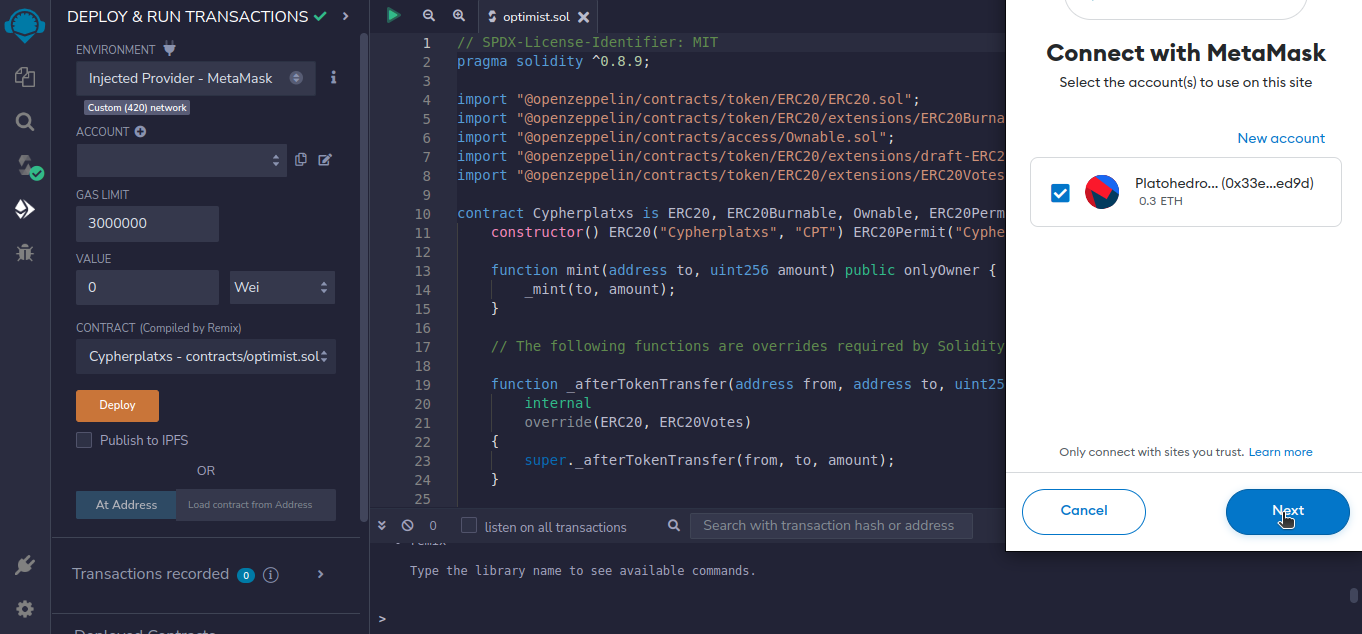 DEPLOY & RUN TRANSACTIONS
ENVIRONMENT
Injected Provider - MetaMask
Custom (420) network
ACCOUNT
GAS LIMIT
3000000
VALUE
0
Wei
CONTRACT (Compiled by Remix)
Cypherplatxs - contracts/optimist.sol
Deploy
Publish to IPFS
OR
At Address
Load contract from Address
Transactions recorded 0 i
optimist.sol
1 // SPDX-License-Identifier: MIT
2 pragma solidity ^0.8.9;
3
4 import "@openzeppelin/contracts/token/ERC20/ERC20.sol";
5 import "@openzeppelin/contracts/token/ERC20/extensions/ERC20Burna
6 import "@openzeppelin/contracts/access/Ownable.sol";
7 import "@openzeppelin/contracts/token/ERC20/extensions/draft-ERC2
8 import "@openzeppelin/contracts/token/ERC20/extensions/ERC20Votes
9
10 contract Cypherplatxs is ERC20, ERC20Burnable, Ownable, ERC20Perm
11 constructor() ERC20("Cypherplatxs", "CPT") ERC20Permit("Cyphe
12
13 function mint(address to, uint256 amount) public onlyOwner {
14 _mint(to, amount);
15 }
16
17 // The following functions are overrides required by Solidity
18
19 function _afterTokenTransfer(address from, address to, uint25
20 internal
21 override(ERC20, ERC20Votes)
22 {
23 super._afterTokenTransfer(from, to, amount);
24 }
25
0
listen on all transactions
Search with transaction hash or address
Type the library name to see available commands.
>
Connect with MetaMask
Select the account(s) to use on this site
New account
Platohedro... (0x33e...ed9d)
0.3 ETH
Only connect with sites you trust. Learn more
Cancel
Next